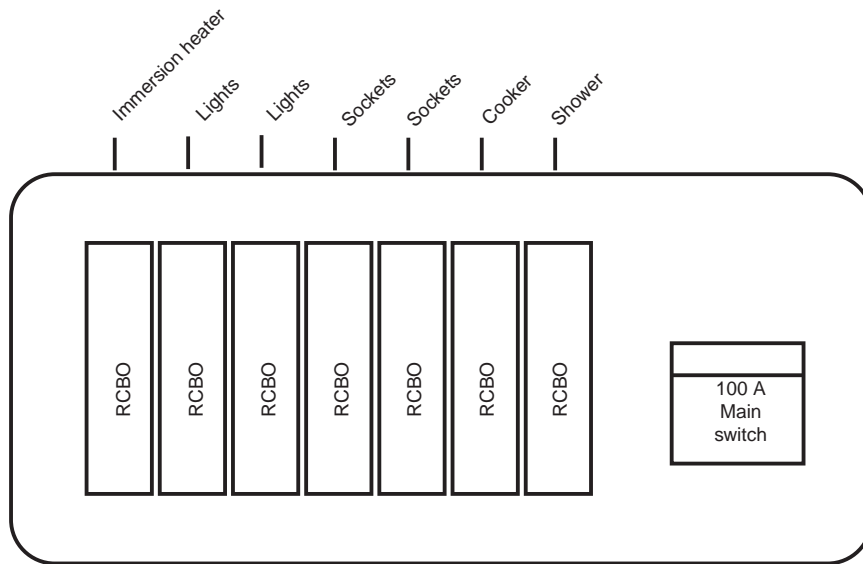 Immersion heater
Lights
Lights
Sockets
Sockets
Cooker
Shower
RCBO
RCBO
RCBO
RCBO
RCBO
RCBO
RCBO
100 A
Main
switch